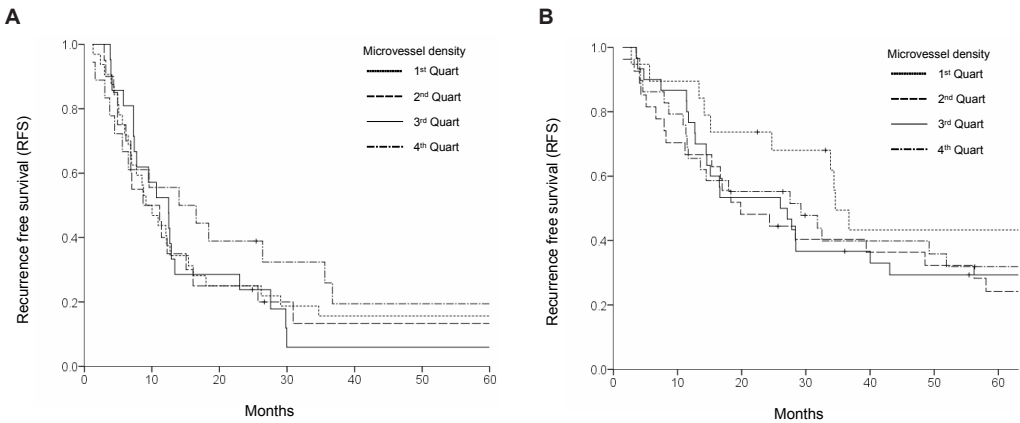 A
Microvessel density
1st Quart
2nd Quart
3rd Quart
4th Quart
Recurrence free survival (RFS)
1.0
0.8
0.6
0.4
0.2
0.0
0 10 20 30 40 50 60
Months
B
Microvessel density
1st Quart
2nd Quart
3rd Quart
4th Quart
Recurrence free survival (RFS)
1.0
0.8
0.6
0.4
0.2
0.0
0 10 20 30 40 50 60
Months